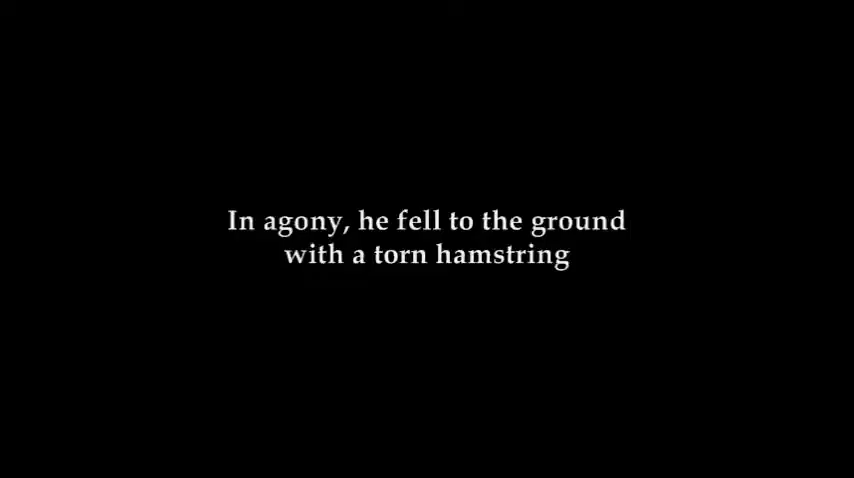 In agony, he fell to the ground
with a torn hamstring